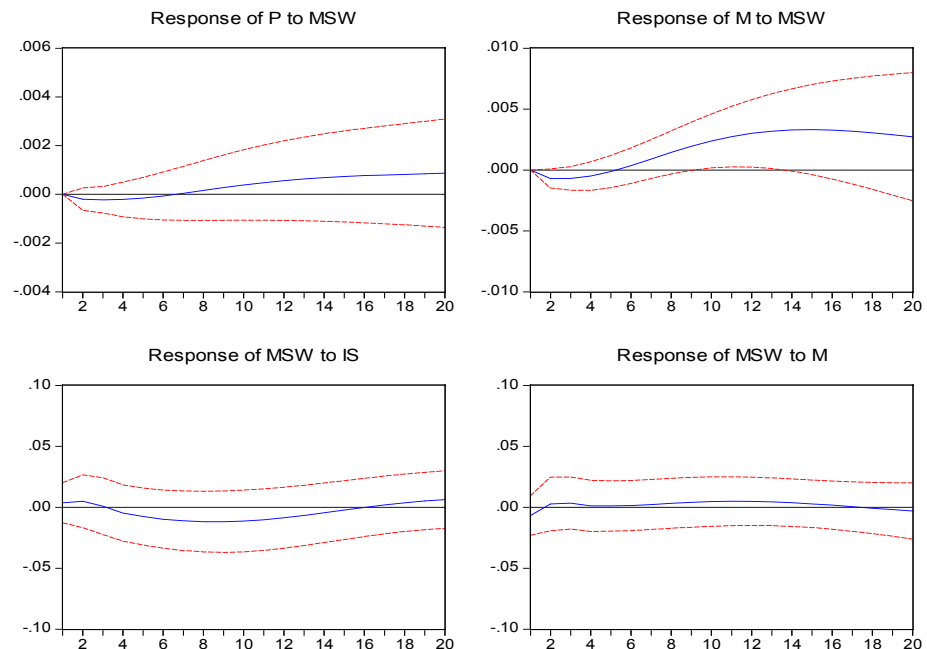 Response of P to MSW
.006
.004
.002
.000
-.002
-.004
2 4 6 8 10 12 14 16 18 20
Response of M to MSW
.010
.005
.000
-.005
-.010
2 4 6 8 10 12 14 16 18 20
Response of MSW to IS
.10
.05
.00
-.05
-.10
2 4 6 8 10 12 14 16 18 20
Response of MSW to M
.10
.05
.00
-.05
-.10
2 4 6 8 10 12 14 16 18 20